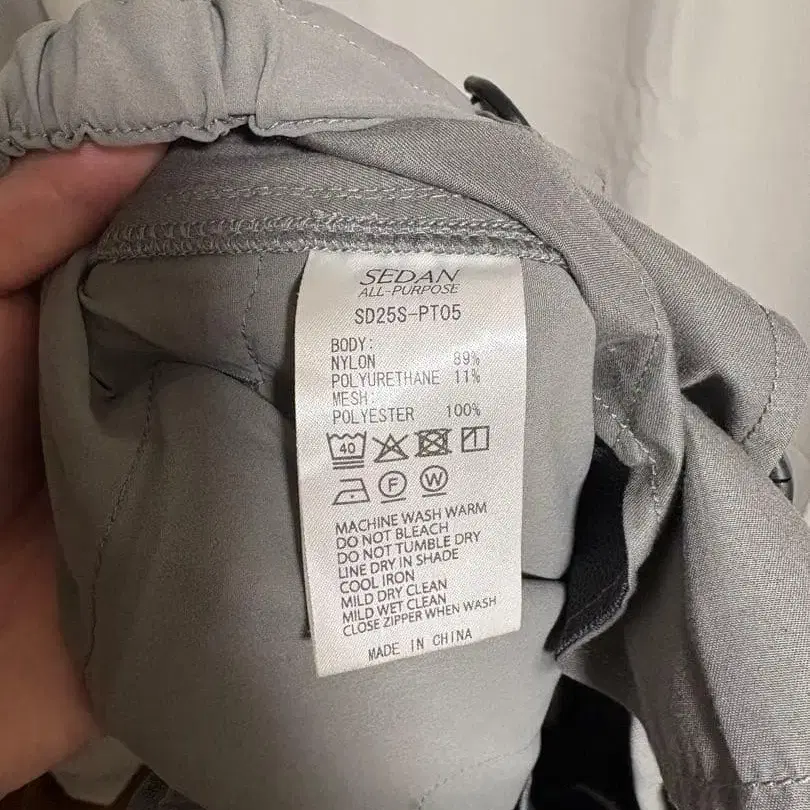 SEDAN
ALL-PURPOSE
SD25S-PT05
BODY:
NYLON 89%
POLYURETHANE 11%
MESH:
POLYESTER 100%
40
F W
MACHINE WASH WARM
DO NOT BLEACH
DO NOT TUMBLE DRY
LINE DRY IN SHADE
COOL IRON
MILD DRY CLEAN
MILD WET CLEAN
CLOSE ZIPPER WHEN WASH
MADE IN CHINA